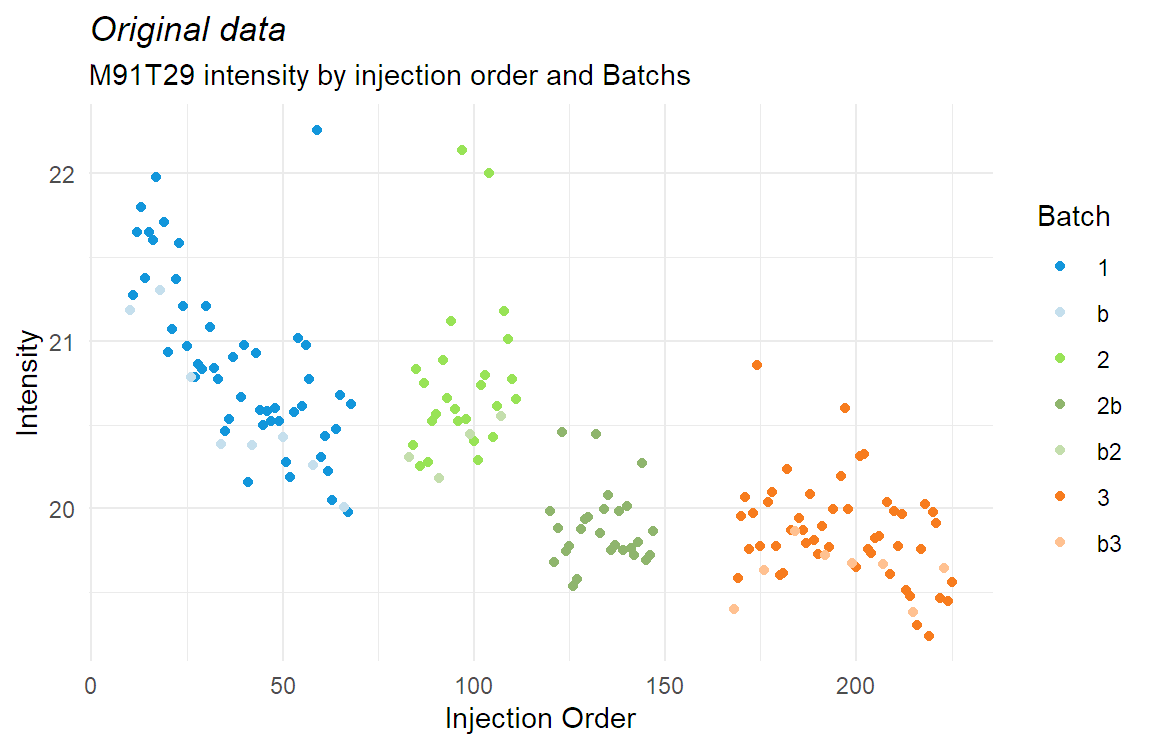 Original data
M91T29 intensity by injection order and Batchs
22
21
20
Intensity
0 50 100 150 200
Injection Order
Batch
1
b
2
2b
b2
3
b3